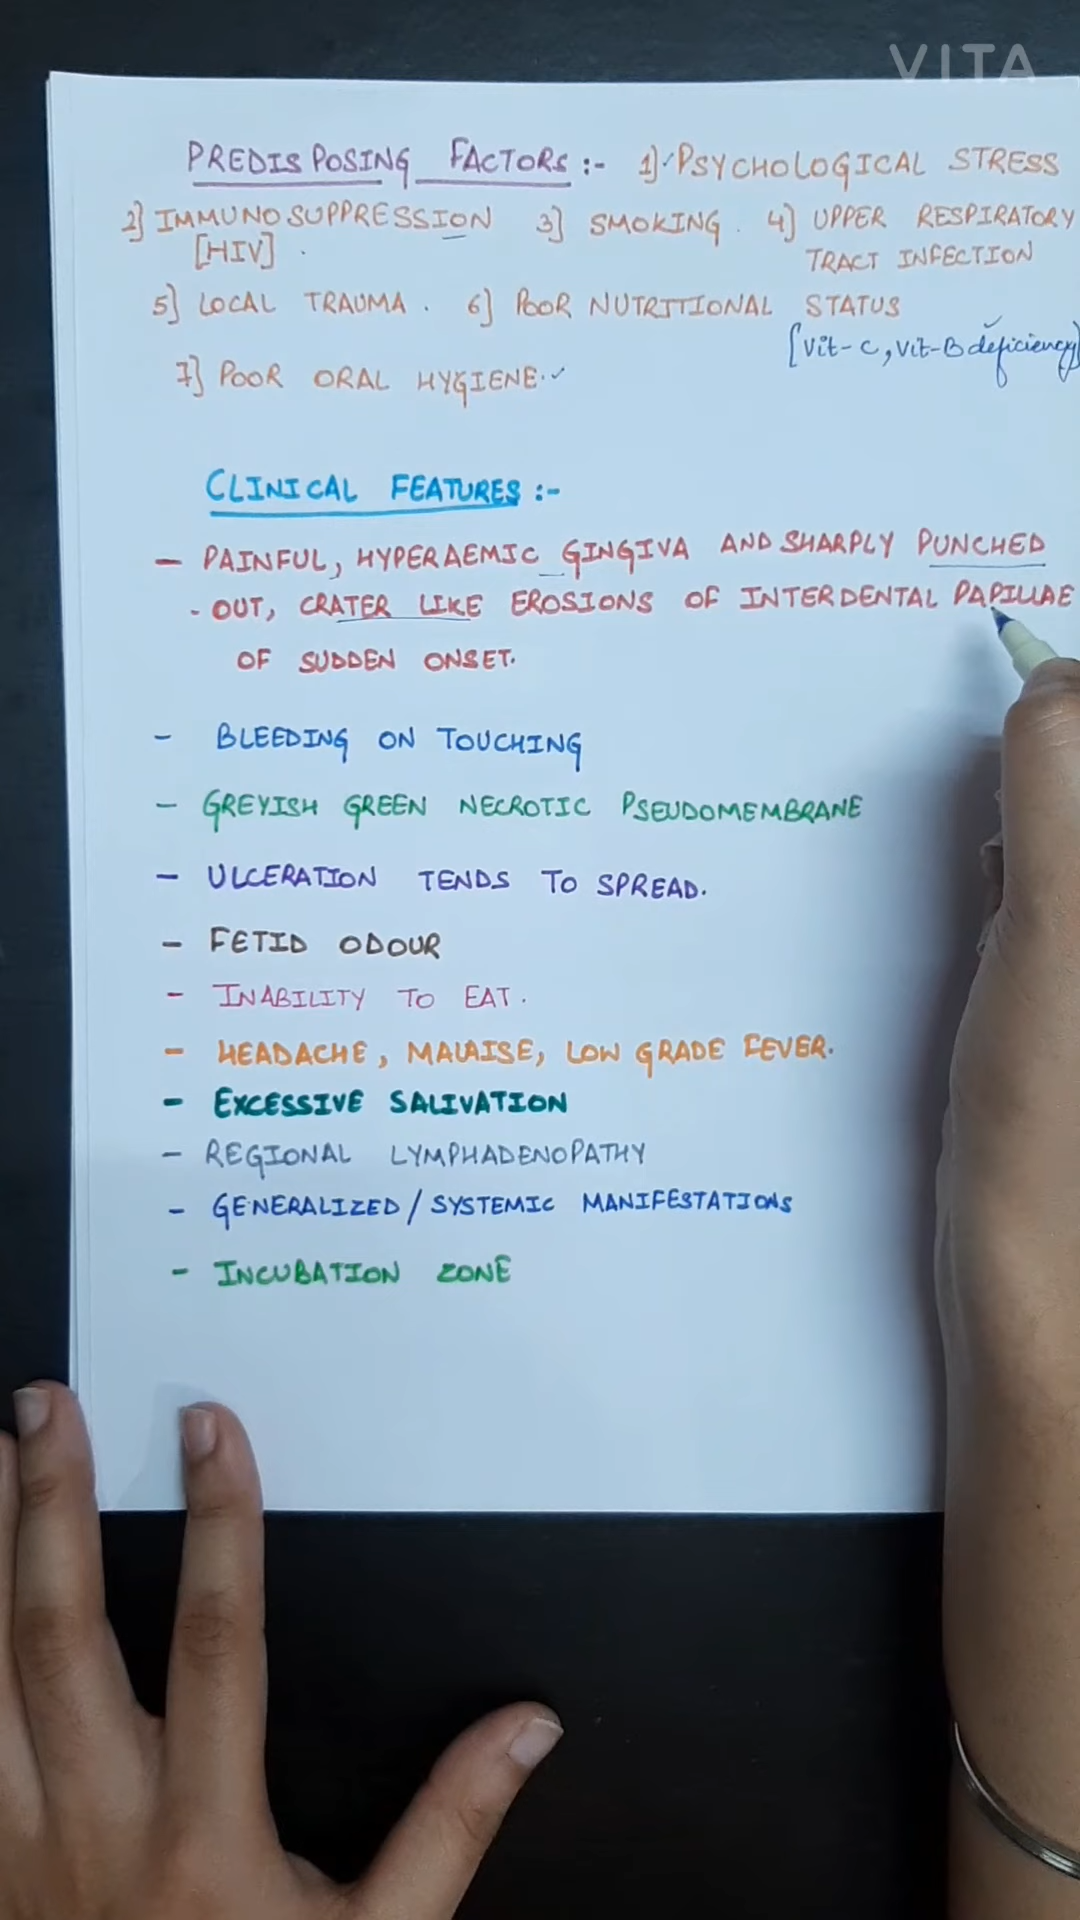 VITA
PREDISPOSING FACTORS :- 1] PSYCHOLOGICAL STRESS
2] IMMUNOSUPPRESSION 3] SMOKING. 4] UPPER RESPIRATORY
[HIV]. TRACT INFECTION
5] LOCAL TRAUMA. 6] POOR NUTRITIONAL STATUS
[Vit-C, Vit-B deficiency]
7] POOR ORAL HYGIENE.
CLINICAL FEATURES :-
- PAINFUL, HYPERAEMIC GINGIVA AND SHARPLY PUNCHED
- OUT, CRATER LIKE EROSIONS OF INTERDENTAL PAPILLAE
OF SUDDEN ONSET.
- BLEEDING ON TOUCHING
- GREYISH GREEN NECROTIC PSEUDOMEMBRANE
- ULCERATION TENDS TO SPREAD.
- FETID ODOUR
- INABILITY TO EAT.
- HEADACHE, MALAISE, LOW GRADE FEVER.
- EXCESSIVE SALIVATION
- REGIONAL LYMPHADENOPATHY
- GENERALIZED / SYSTEMIC MANIFESTATIONS
- INCUBATION ZONE